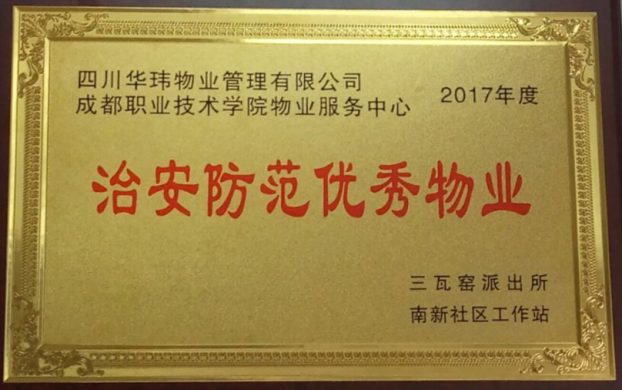 四川华玮物业管理有限公司
成都职业技术学院物业服务中心 2017年度
治安防范优秀物业
三瓦窑派出所
南新社区工作站